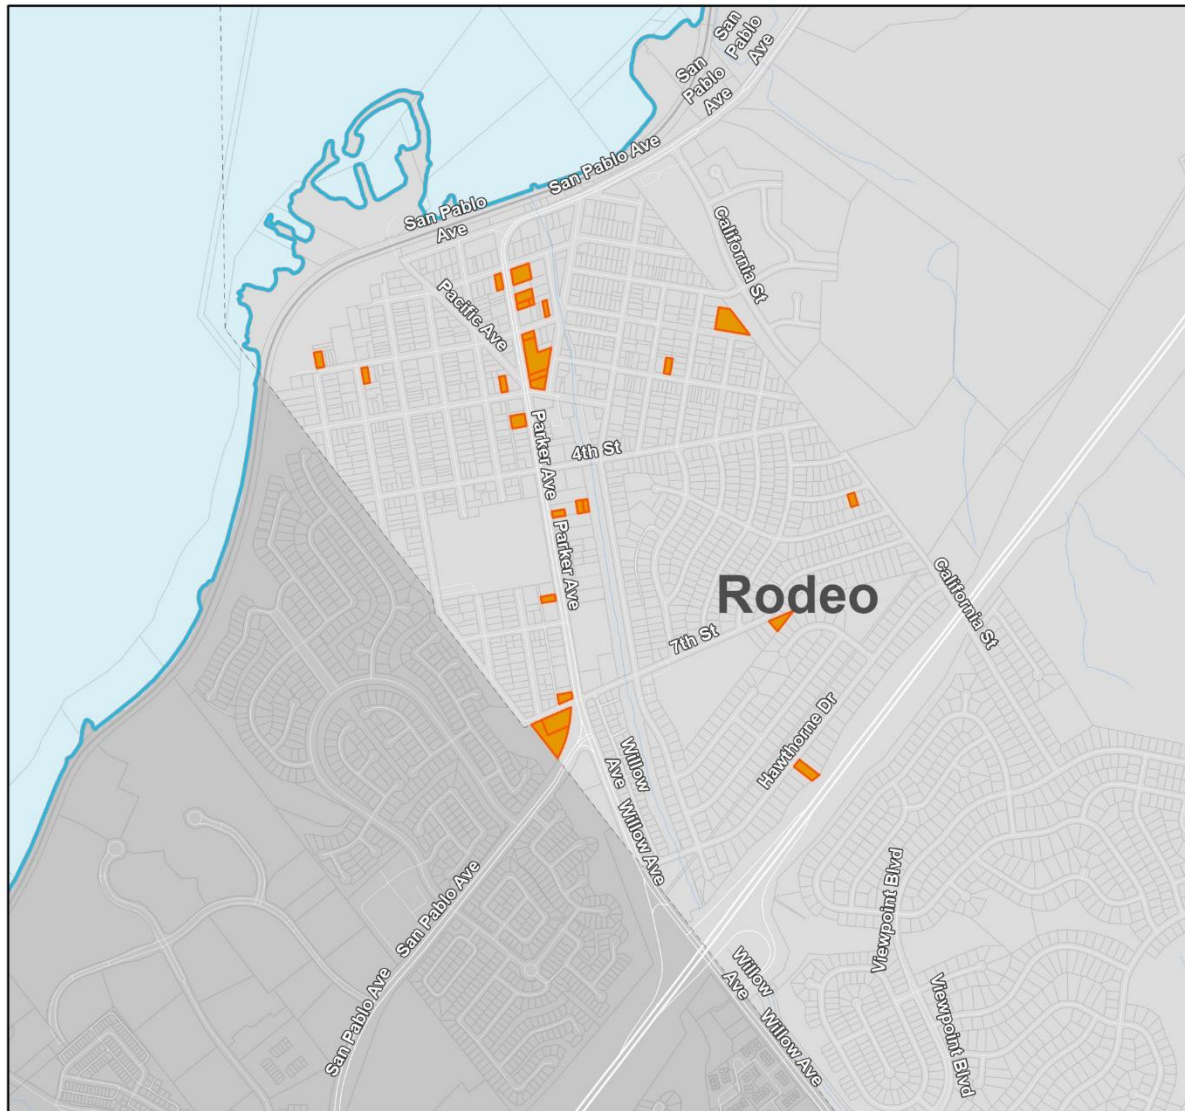 San
Pablo
Ave
San
Pablo
Ave
San Pablo Ave
San Pablo
Ave
California St
Pacific Ave
Parker Ave
4th St
Parker Ave
California St
Rodeo
7th St
Hawthorne Dr
Willow
Ave
Willow Ave
San Pablo Ave
Viewpoint Blvd
San Pablo Ave
Willow
Ave
Viewpoint Blvd
Willow Ave